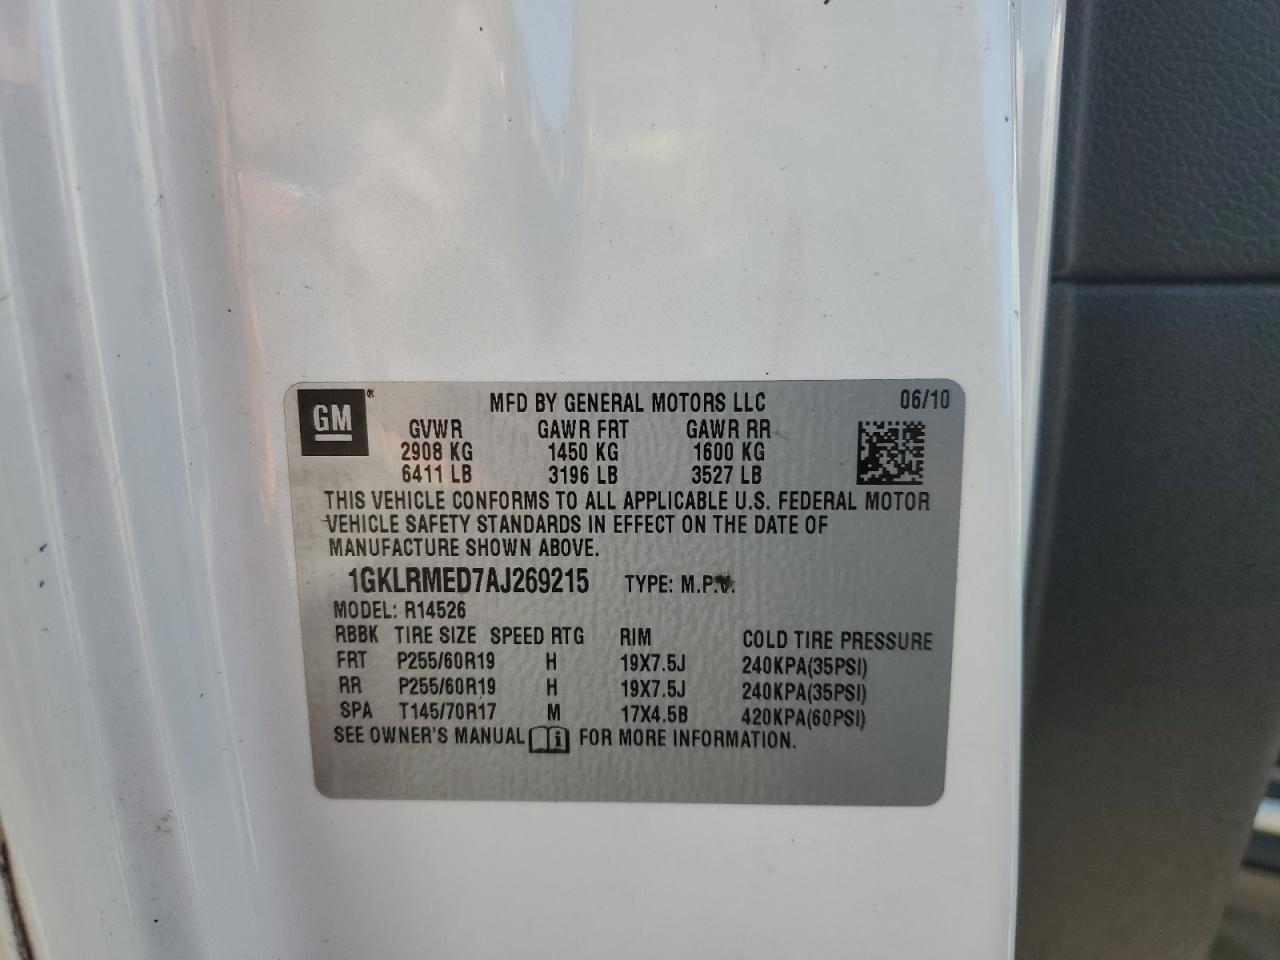 GM® MFD BY GENERAL MOTORS LLC 06/10
GVWR GAWR FRT GAWR RR
2908 KG 1450 KG 1600 KG
6411 LB 3196 LB 3527 LB
THIS VEHICLE CONFORMS TO ALL APPLICABLE U.S. FEDERAL MOTOR
VEHICLE SAFETY STANDARDS IN EFFECT ON THE DATE OF
MANUFACTURE SHOWN ABOVE.
1GKLRMED7AJ269215 TYPE: M.P.V.
MODEL: R14526
RBBK TIRE SIZE SPEED RTG RIM COLD TIRE PRESSURE
FRT P255/60R19 H 19X7.5J 240KPA(35PSI)
RR P255/60R19 H 19X7.5J 240KPA(35PSI)
SPA T145/70R17 M 17X4.5B 420KPA(60PSI)
SEE OWNER'S MANUAL i FOR MORE INFORMATION.